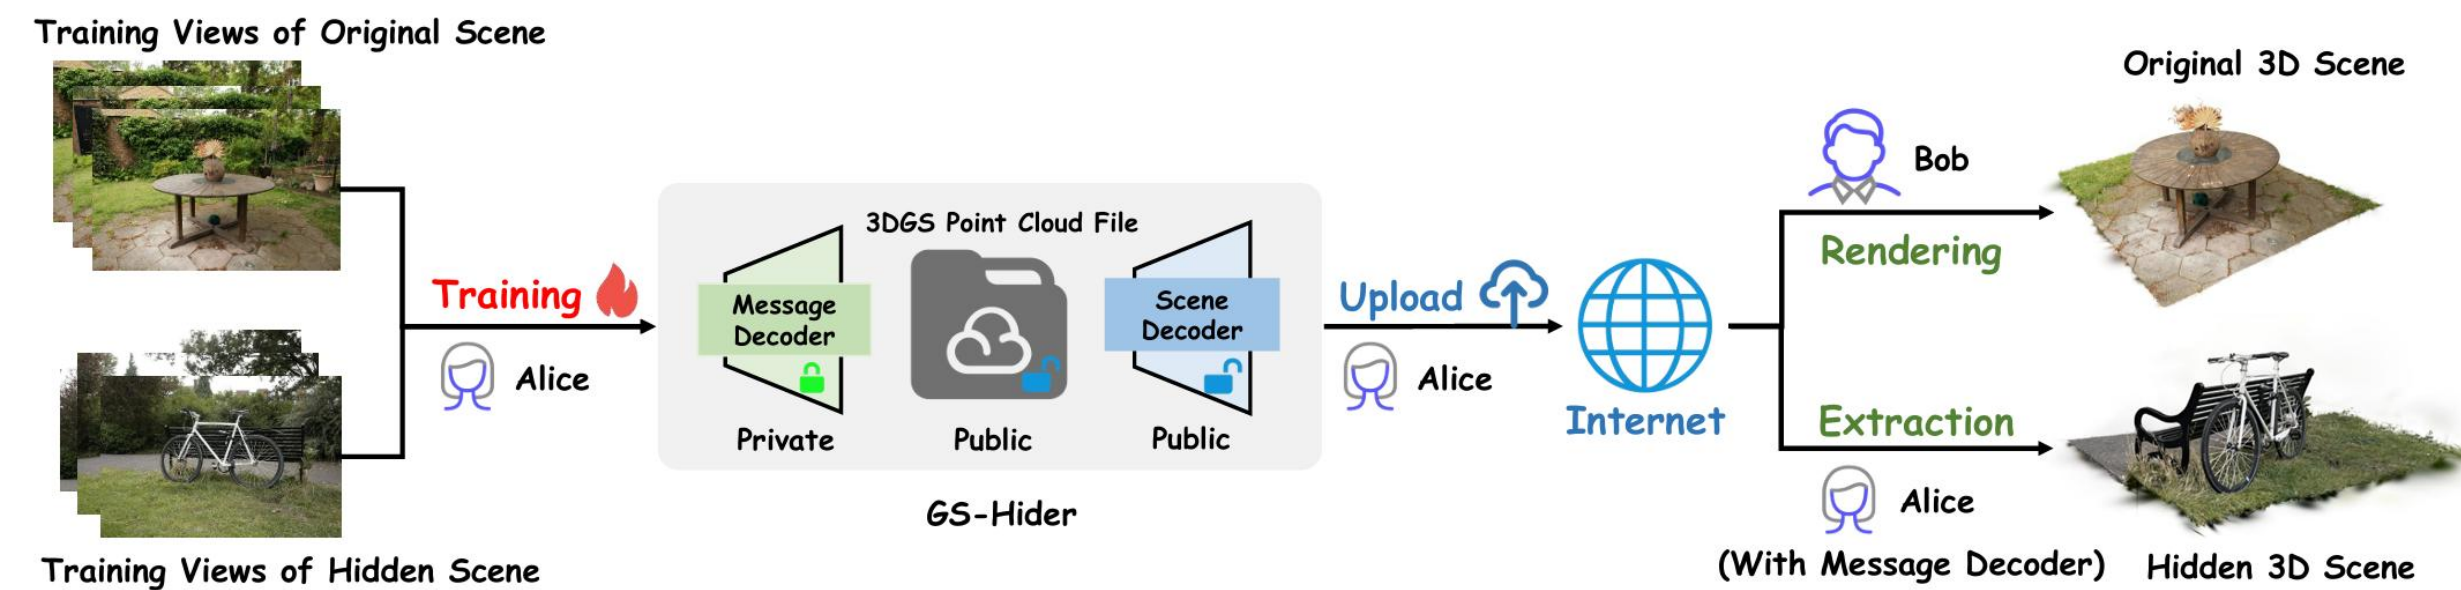 Training Views of Original Scene
Training Views of Hidden Scene
Training
Alice
3DGS Point Cloud File
Message
Decoder
Scene
Decoder
Private
Public
Public
GS-Hider
Upload
Alice
Internet
Bob
Rendering
Original 3D Scene
Extraction
Alice
(With Message Decoder)
Hidden 3D Scene